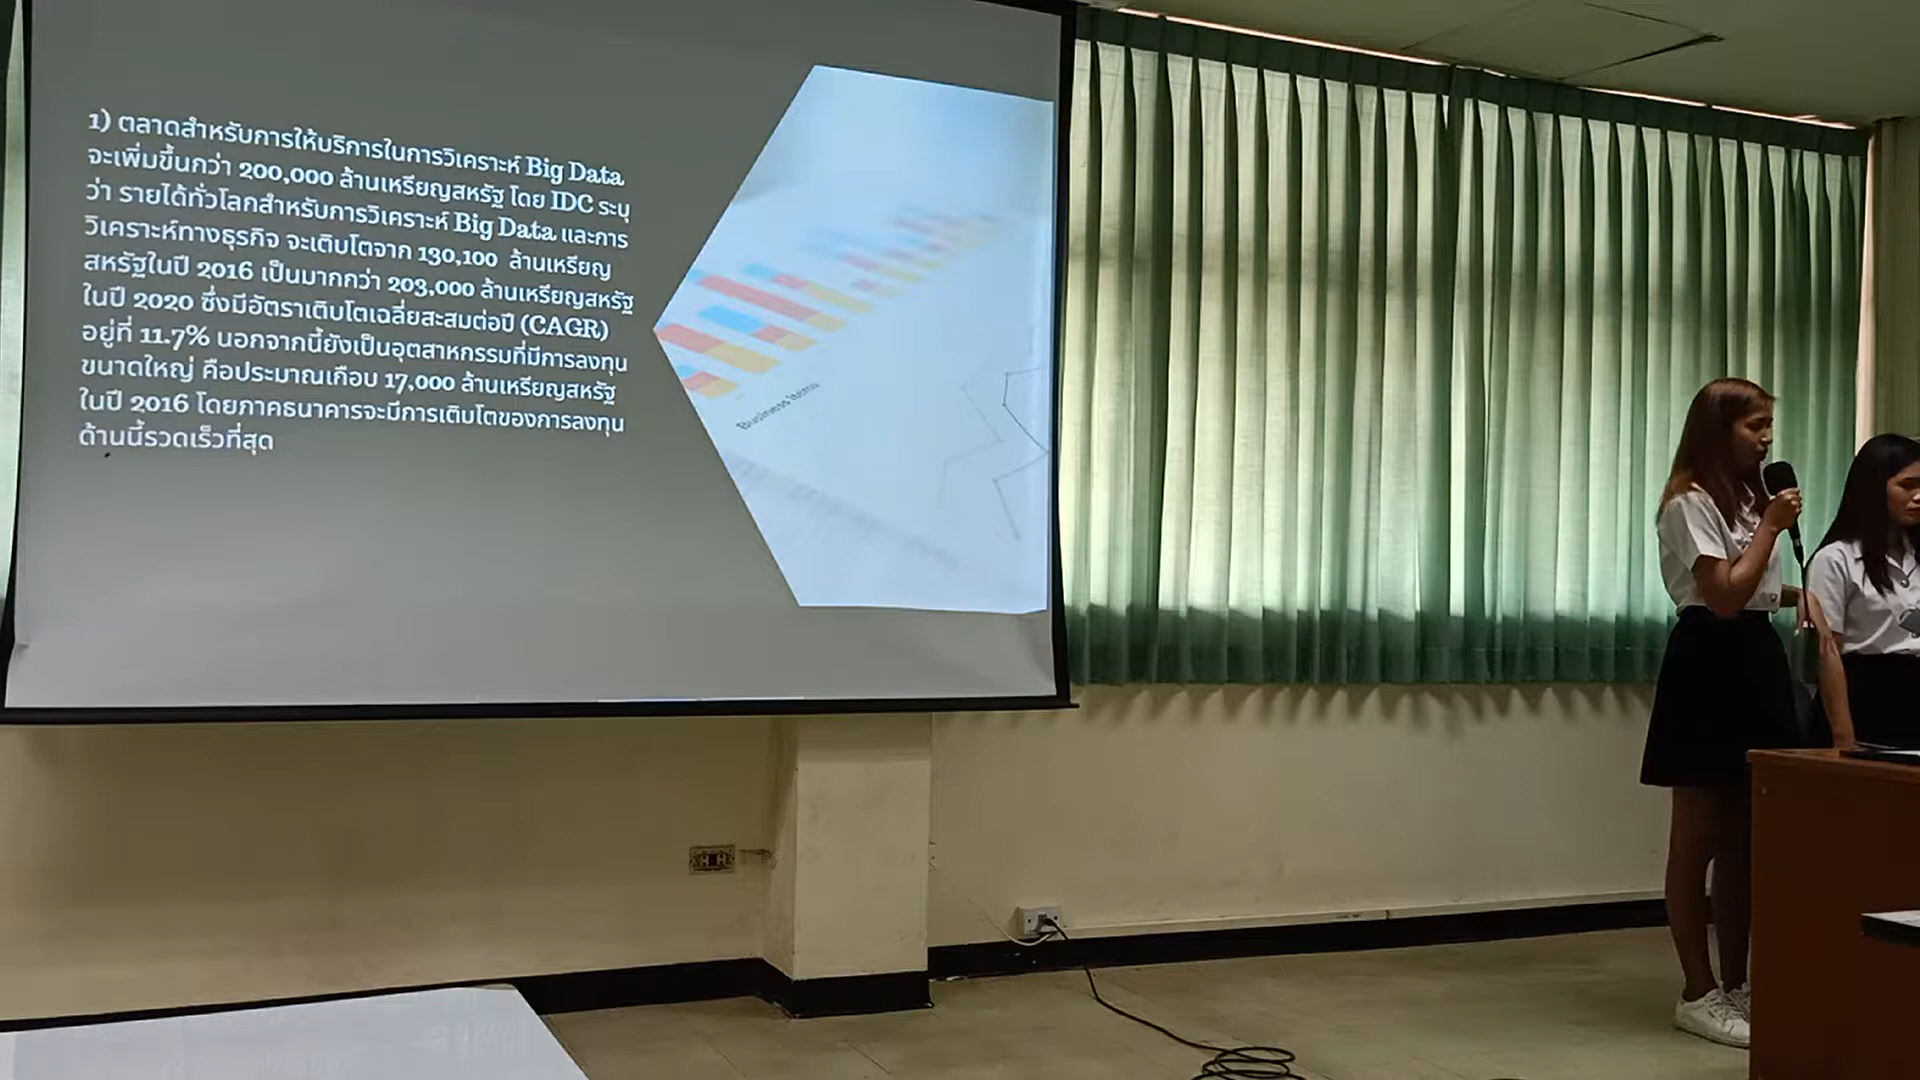 1) ตลาดสำหรับการให้บริการในการวิเคราะห์ Big Data
จะเพิ่มขึ้นกว่า 200,000 ล้านเหรียญสหรัฐ โดย IDC ระบุ
ว่า รายได้ทั่วโลกสำหรับการวิเคราะห์ Big Data และการ
วิเคราะห์ทางธุรกิจ จะเติบโตจาก 130,100 ล้านเหรียญ
สหรัฐในปี 2016 เป็นมากกว่า 203,000 ล้านเหรียญสหรัฐ
ในปี 2020 ซึ่งมีอัตราเติบโตเฉลี่ยสะสมต่อปี (CAGR)
อยู่ที่ 11.7% นอกจากนี้ยังเป็นอุตสาหกรรมที่มีการลงทุน
ขนาดใหญ่ คือประมาณเกือบ 17,000 ล้านเหรียญสหรัฐ
ในปี 2016 โดยภาคธนาคารจะมีการเติบโตของการลงทุน
ด้านนี้รวดเร็วที่สุด
Business